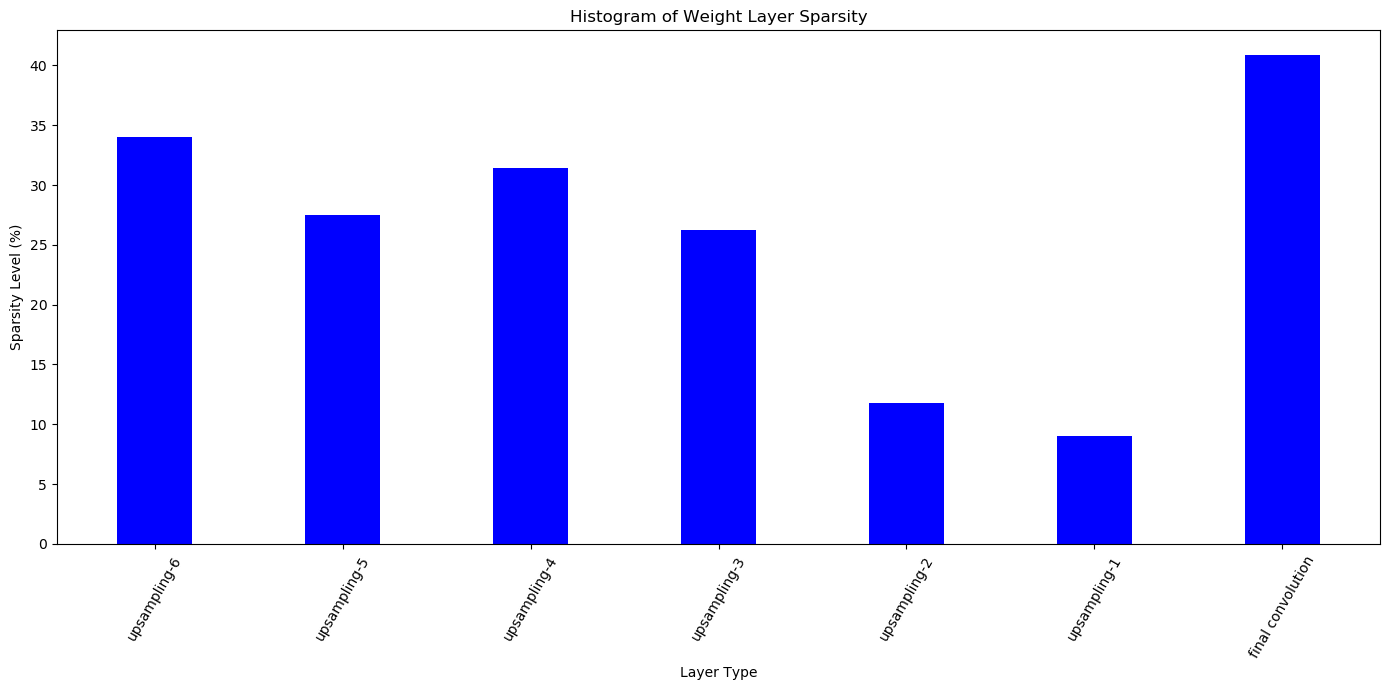 Histogram of Weight Layer Sparsity
Sparsity Level (%)
40
35
30
25
20
15
10
5
0
upsampling-6
upsampling-5
upsampling-4
upsampling-3
upsampling-2
upsampling-1
final convolution
Layer Type